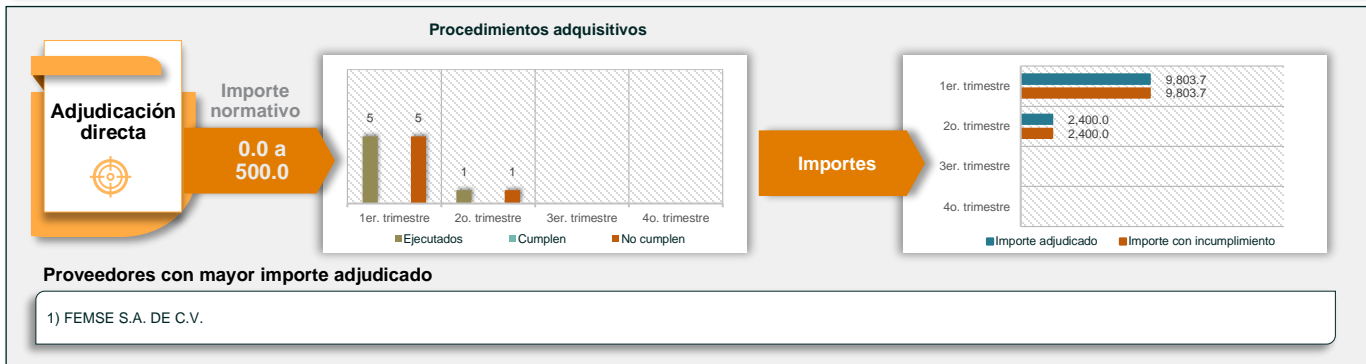 Adjudicación
directa
Importe
normativo
0.0 a
500.0
Procedimientos adquisitivos
5
5
1
1
1er. trimestre
2o. trimestre
3er. trimestre
4o. trimestre
Ejecutados
Cumplen
No cumplen
Importes
1er. trimestre
9,803.7
9,803.7
2o. trimestre
2,400.0
2,400.0
3er. trimestre
4o. trimestre
Importe adjudicado
Importe con incumplimiento
Proveedores con mayor importe adjudicado
1) FEMSE S.A. DE C.V.